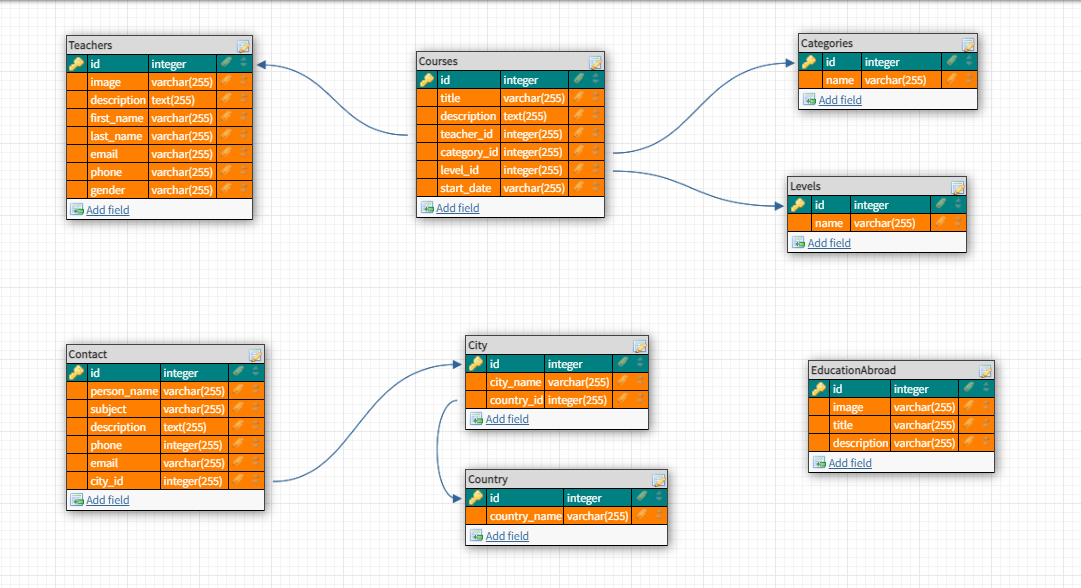 Teachers
id integer
image varchar(255)
description text(255)
first_name varchar(255)
last_name varchar(255)
email varchar(255)
phone varchar(255)
gender varchar(255)
Add field
Courses
id integer
title varchar(255)
description text(255)
teacher_id integer(255)
category_id integer(255)
level_id integer(255)
start_date varchar(255)
Add field
Categories
id integer
name varchar(255)
Add field
Levels
id integer
name varchar(255)
Add field
Contact
id integer
person_name varchar(255)
subject varchar(255)
description text(255)
phone integer(255)
email varchar(255)
city_id integer(255)
Add field
City
id integer
city_name varchar(255)
country_id integer(255)
Add field
Country
id integer
country_name varchar(255)
Add field
EducationAbroad
id integer
image varchar(255)
title varchar(255)
description varchar(255)
Add field